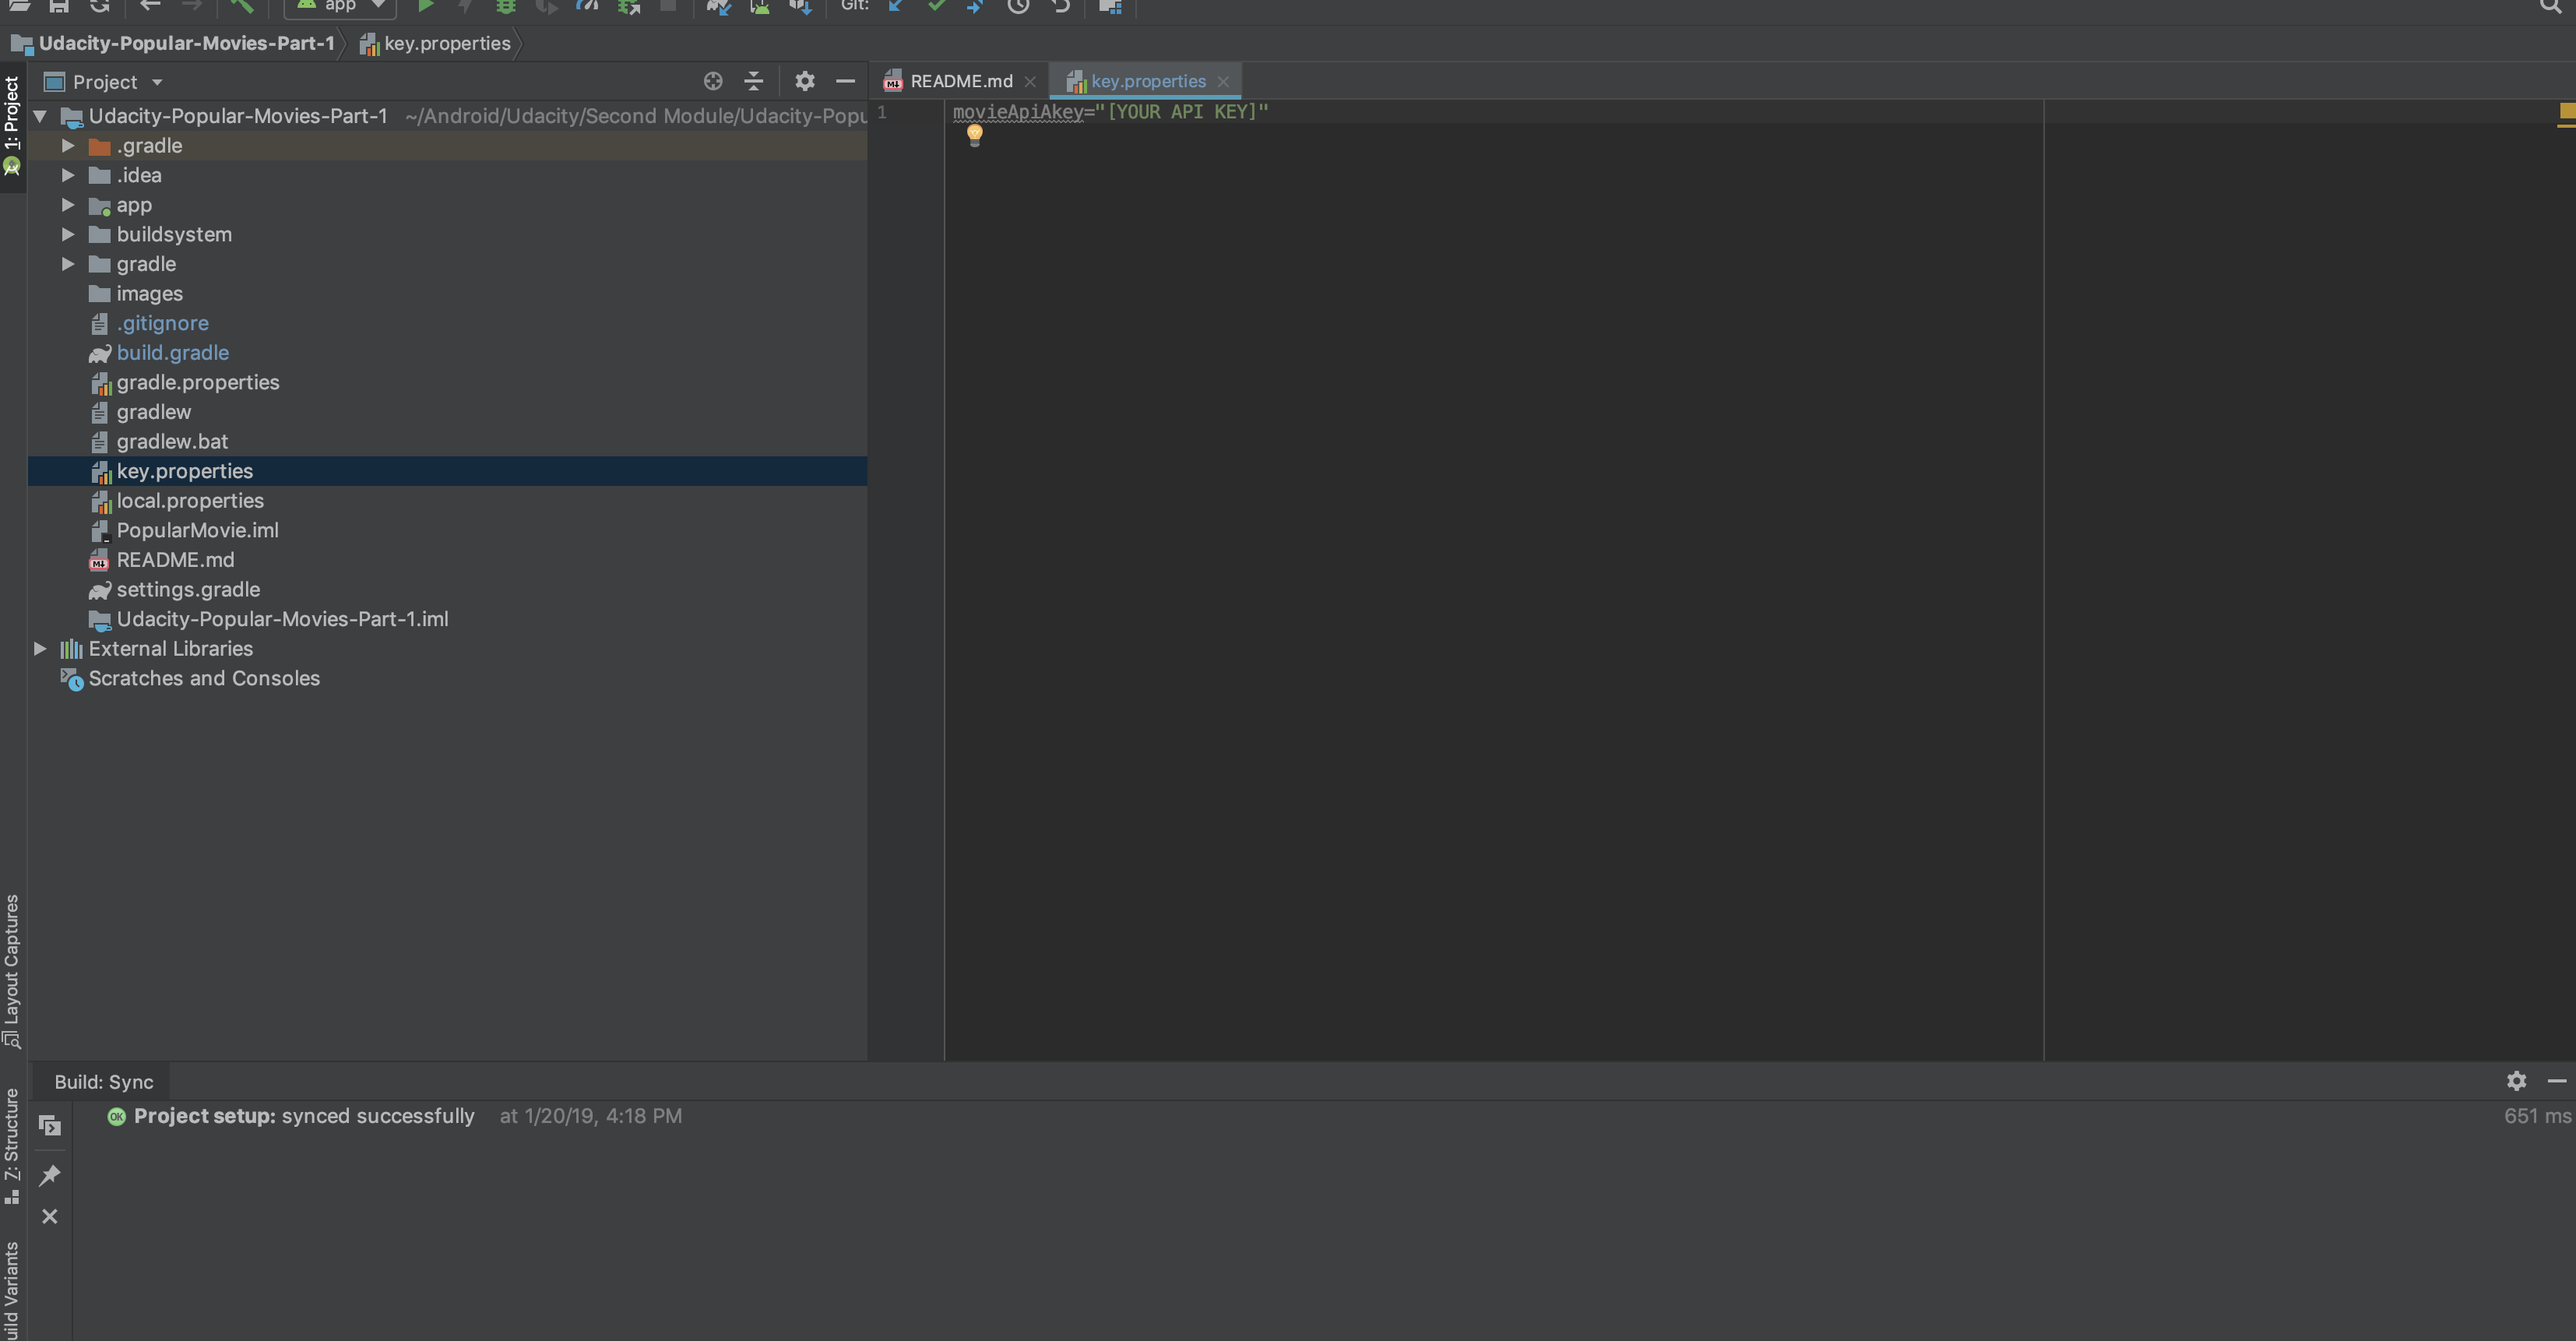 app
Git:
Udacity-Popular-Movies-Part-1
key.properties
1: Project
Project
README.md
key.properties
Udacity-Popular-Movies-Part-1 ~/Android/Udacity/Second Module/Udacity-Popu
1 movieApiAkey="[YOUR API KEY]"
.gradle
.idea
app
buildsystem
gradle
images
.gitignore
build.gradle
gradle.properties
gradlew
gradlew.bat
key.properties
local.properties
PopularMovie.iml
README.md
settings.gradle
Udacity-Popular-Movies-Part-1.iml
External Libraries
Scratches and Consoles
Layout Captures
Z: Structure
uild Variants
Build: Sync
OK Project setup: synced successfully at 1/20/19, 4:18 PM 651 ms